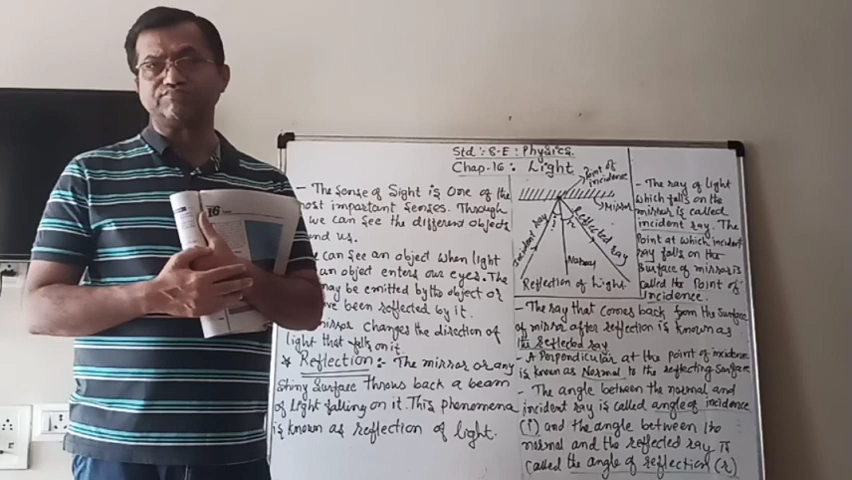 Std : 8-E : Physics
Chap-16 : Light
- The sense of Sight is one of the
most important senses. Through
we can see the different objects
und us.
can see an object when light
an object enters our eyes. The
may be emitted by the object or
ve been reflected by it.
mirror changes the direction of
light that falls on it.
* Reflection :- The mirror or any
Shiny surface throws back a beam
of light falling on it. This phenomena
is known as reflection of light.
Point of
incidence
Mirror
Incident ray
i
r
Reflected ray
Normal
Reflection of Light
- The ray of light
which falls on the
mirror is called
incident ray. The
Point at which incident
ray falls on the
surface of mirror is
called the Point of
incidence.
- The ray that comes back from the surface
of mirror after reflection is known as
the reflected ray
- A Perpendicular at the point of incidence
is known as Normal to the reflecting surface
- The angle between the normal and
incident ray is called angle of incidence
(i) and the angle between the
normal and the reflected ray is
called the angle of reflection (r)
16